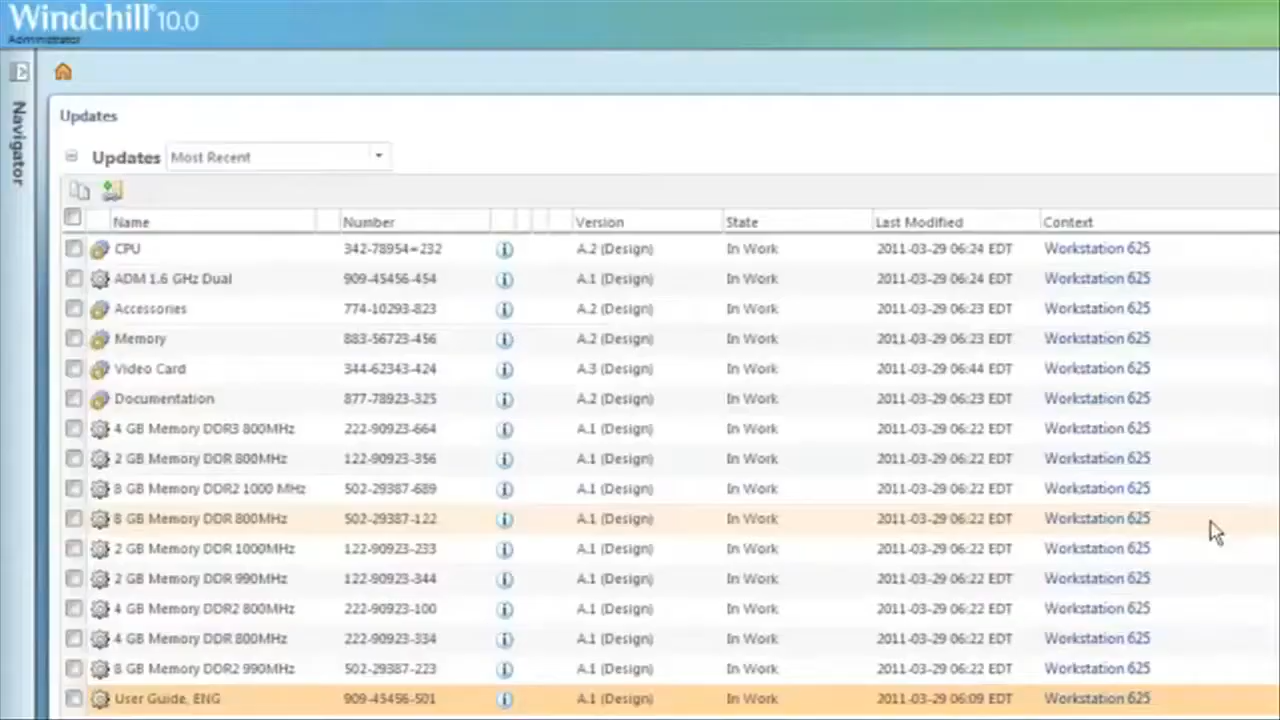 Windchill® 10.0
Administrator
Navigator
Updates
Updates Most Recent
Name Number Version State Last Modified Context
CPU 342-78954=232 A.2 (Design) In Work 2011-03-29 06:24 EDT Workstation 625
ADM 1.6 GHz Dual 909-45456-454 A.1 (Design) In Work 2011-03-29 06:24 EDT Workstation 625
Accessories 774-10293-823 A.2 (Design) In Work 2011-03-29 06:23 EDT Workstation 625
Memory 883-56723-456 A.2 (Design) In Work 2011-03-29 06:23 EDT Workstation 625
Video Card 344-62343-424 A.3 (Design) In Work 2011-03-29 06:44 EDT Workstation 625
Documentation 877-78923-325 A.2 (Design) In Work 2011-03-29 06:23 EDT Workstation 625
4 GB Memory DDR3 800MHz 222-90923-664 A.1 (Design) In Work 2011-03-29 06:22 EDT Workstation 625
2 GB Memory DDR 800MHz 122-90923-356 A.1 (Design) In Work 2011-03-29 06:22 EDT Workstation 625
8 GB Memory DDR2 1000 MHz 502-29387-689 A.1 (Design) In Work 2011-03-29 06:22 EDT Workstation 625
8 GB Memory DDR 800MHz 502-29387-122 A.1 (Design) In Work 2011-03-29 06:22 EDT Workstation 625
2 GB Memory DDR 1000MHz 122-90923-233 A.1 (Design) In Work 2011-03-29 06:22 EDT Workstation 625
2 GB Memory DDR 990MHz 122-90923-344 A.1 (Design) In Work 2011-03-29 06:22 EDT Workstation 625
4 GB Memory DDR2 800MHz 222-90923-100 A.1 (Design) In Work 2011-03-29 06:22 EDT Workstation 625
4 GB Memory DDR 800MHz 222-90923-334 A.1 (Design) In Work 2011-03-29 06:22 EDT Workstation 625
8 GB Memory DDR2 990MHz 502-29387-223 A.1 (Design) In Work 2011-03-29 06:22 EDT Workstation 625
User Guide, ENG 909-45456-501 A.1 (Design) In Work 2011-03-29 06:09 EDT Workstation 625